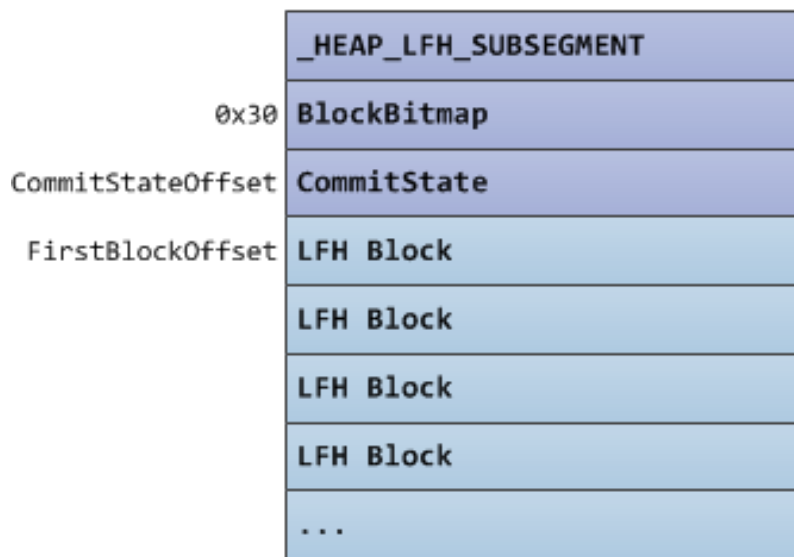 _HEAP_LFH_SUBSEGMENT
0x30 BlockBitmap
CommitStateOffset CommitState
FirstBlockOffset LFH Block
LFH Block
LFH Block
LFH Block
...